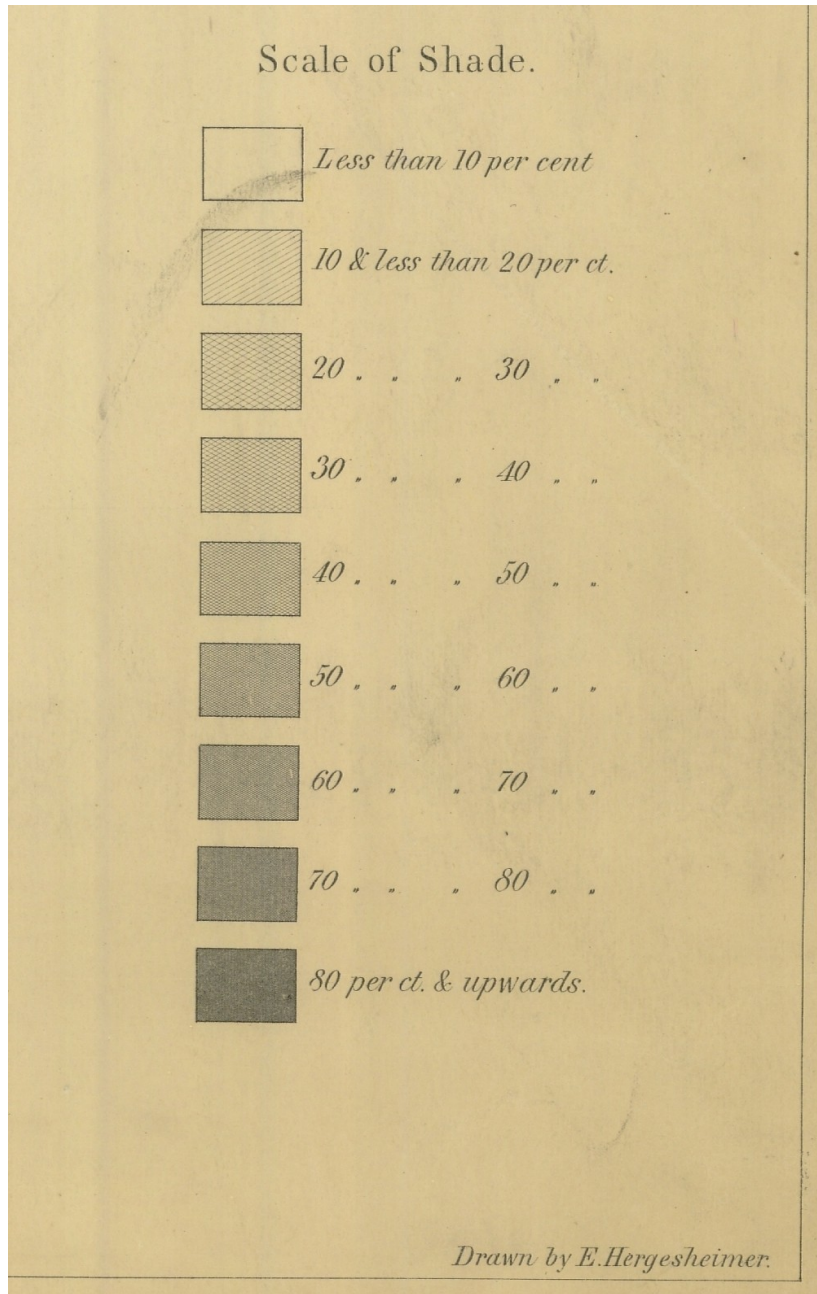 Scale of Shade.
Less than 10 per cent
10 & less than 20 per ct.
20 „ „ „ 30 „ „
30 „ „ „ 40 „ „
40 „ „ „ 50 „ „
50 „ „ „ 60 „ „
60 „ „ „ 70 „ „
70 „ „ „ 80 „ „
80 per ct. & upwards.
Drawn by E. Hergesheimer.